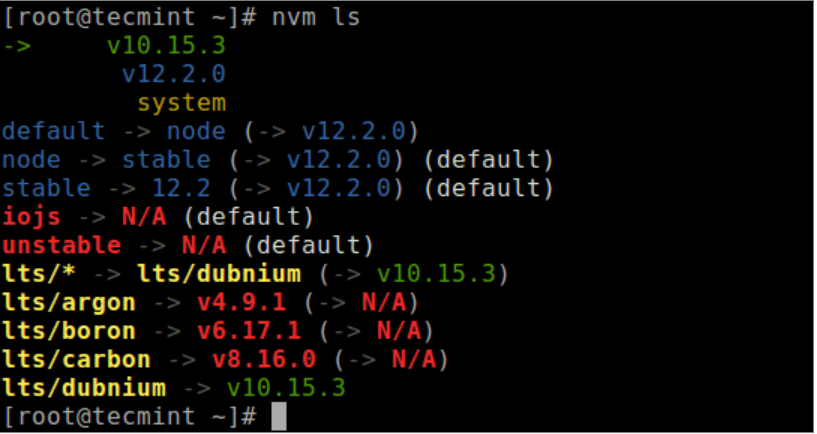 [root@tecmint ~]# nvm ls
->      v10.15.3
        v12.2.0
         system
default -> node (-> v12.2.0)
node -> stable (-> v12.2.0) (default)
stable -> 12.2 (-> v12.2.0) (default)
iojs -> N/A (default)
unstable -> N/A (default)
lts/* -> lts/dubnium (-> v10.15.3)
lts/argon -> v4.9.1 (-> N/A)
lts/boron -> v6.17.1 (-> N/A)
lts/carbon -> v8.16.0 (-> N/A)
lts/dubnium -> v10.15.3
[root@tecmint ~]#